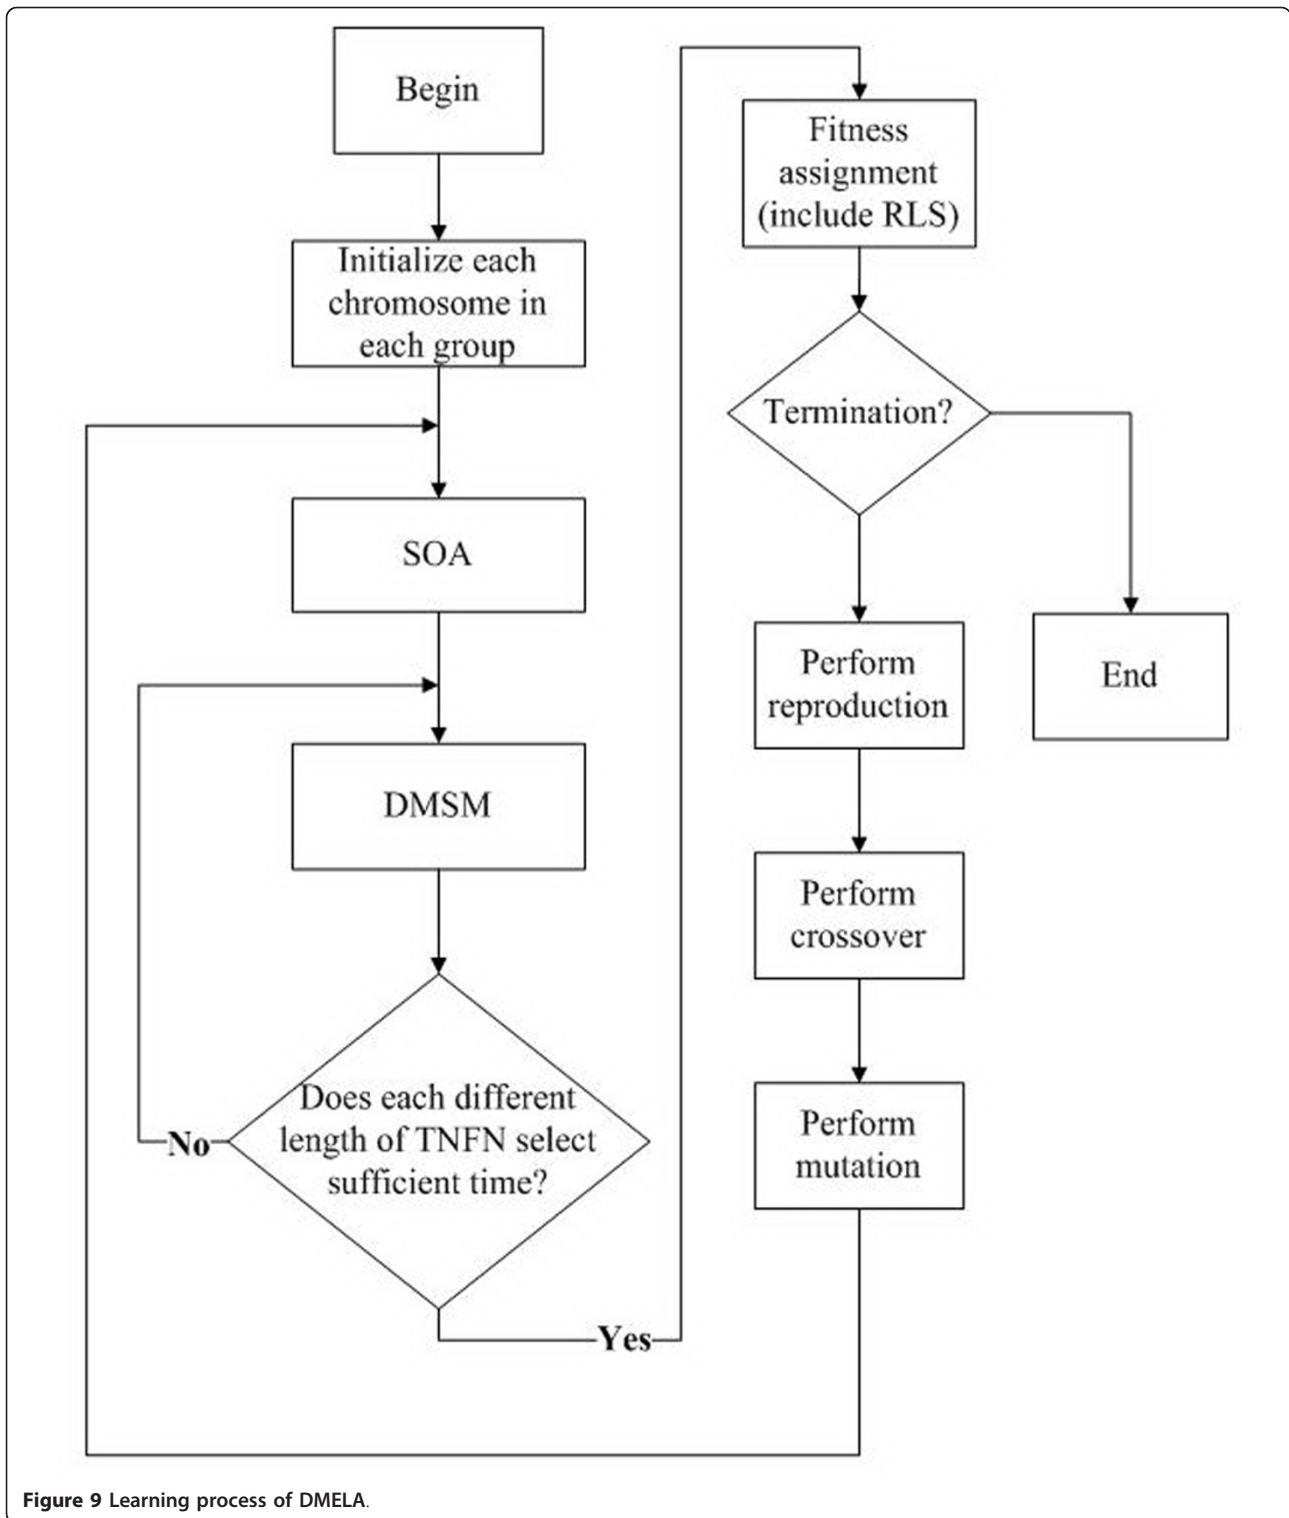 Begin
Initialize each
chromosome in
each group
SOA
DMSM
Does each different
length of TNFN select
sufficient time?
No
Yes
Fitness
assignment
(include RLS)
Termination?
End
Perform
reproduction
Perform
crossover
Perform
mutation
Figure 9 Learning process of DMELA.